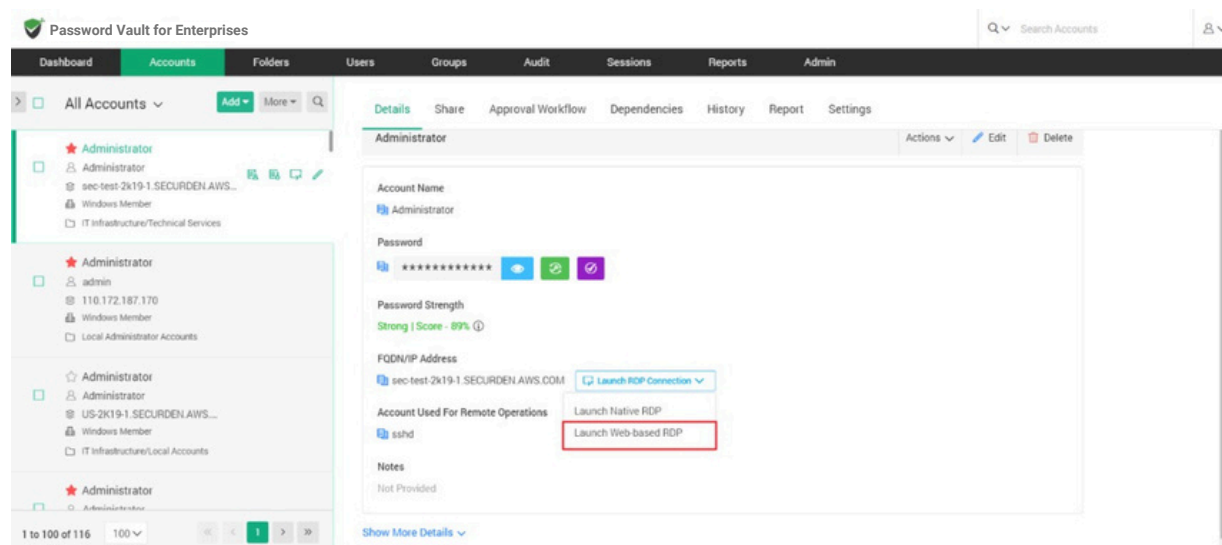 Password Vault for Enterprises
Search Accounts
Dashboard Accounts Folders Users Groups Audit Sessions Reports Admin
All Accounts Add More
Details Share Approval Workflow Dependencies History Report Settings
Administrator
Administrator
sec-test-2k19-1.SECURDEN.AWS...
Windows Member
IT Infrastructure/Technical Services
Administrator
admin
110.172.187.170
Windows Member
Local Administrator Accounts
Administrator
Administrator
US-2K19-1.SECURDEN.AWS....
Windows Member
IT Infrastructure/Local Accounts
Administrator
Administrator
1 to 100 of 116 100 « < 1 > »
Administrator Actions Edit Delete
Account Name
Administrator
Password
************
Password Strength
Strong | Score - 89%
FQDN/IP Address
sec-test-2k19-1.SECURDEN.AWS.COM Launch RDP Connection
Launch Native RDP
Launch Web-based RDP
Account Used For Remote Operations
sshd
Notes
Not Provided
Show More Details